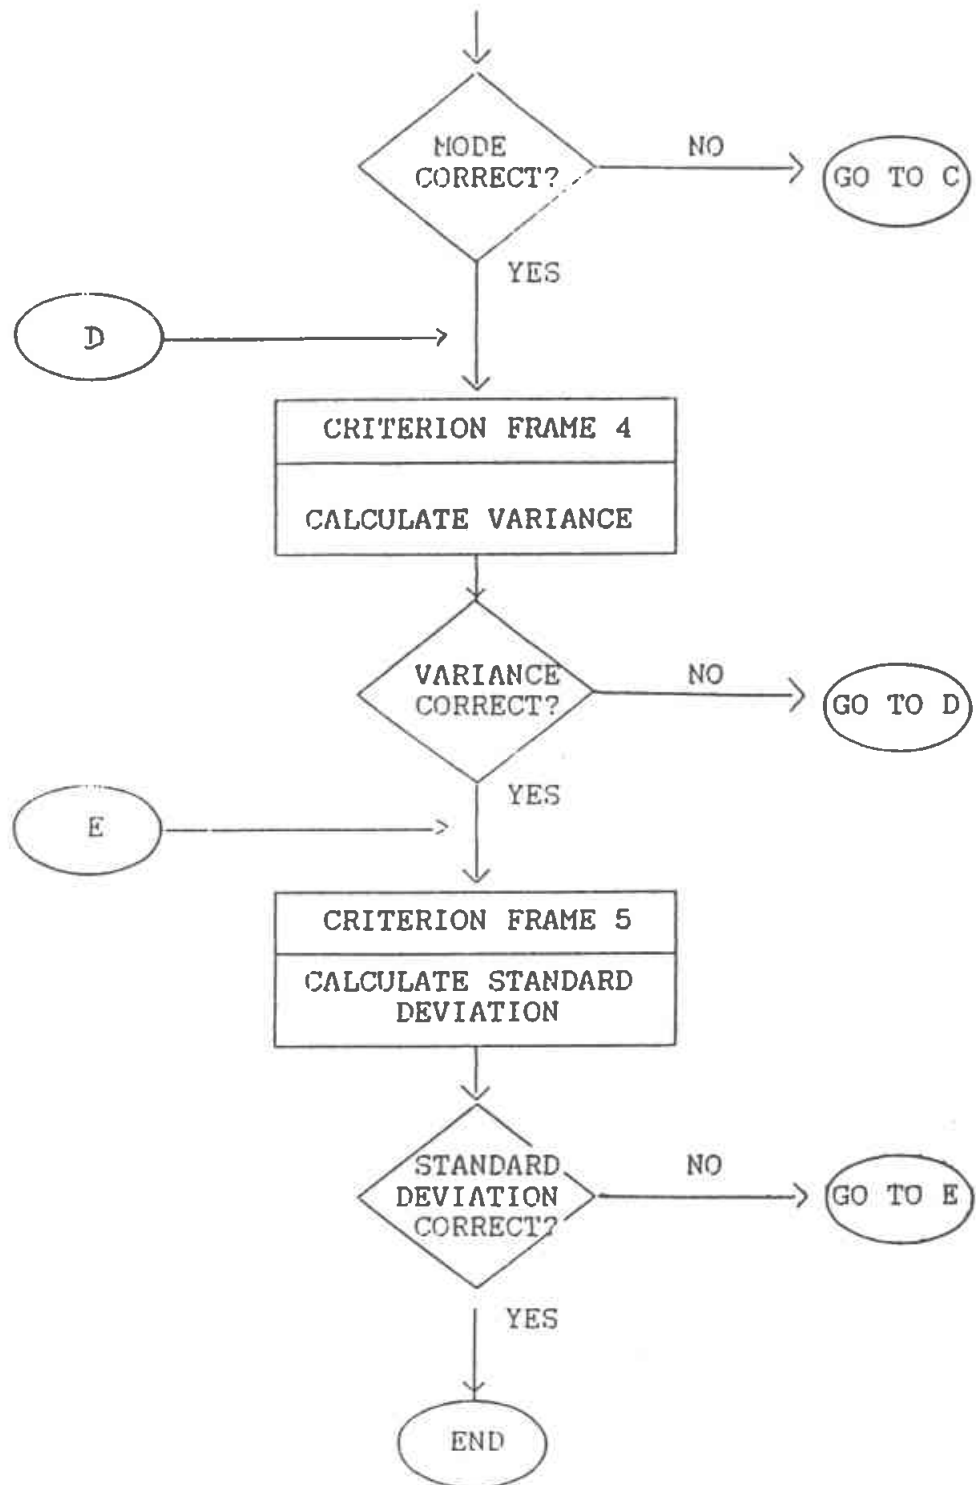 MODE
CORRECT?
NO
GO TO C
YES
D
CRITERION FRAME 4
CALCULATE VARIANCE
VARIANCE
CORRECT?
NO
GO TO D
YES
E
CRITERION FRAME 5
CALCULATE STANDARD
DEVIATION
STANDARD
DEVIATION
CORRECT?
NO
GO TO E
YES
END